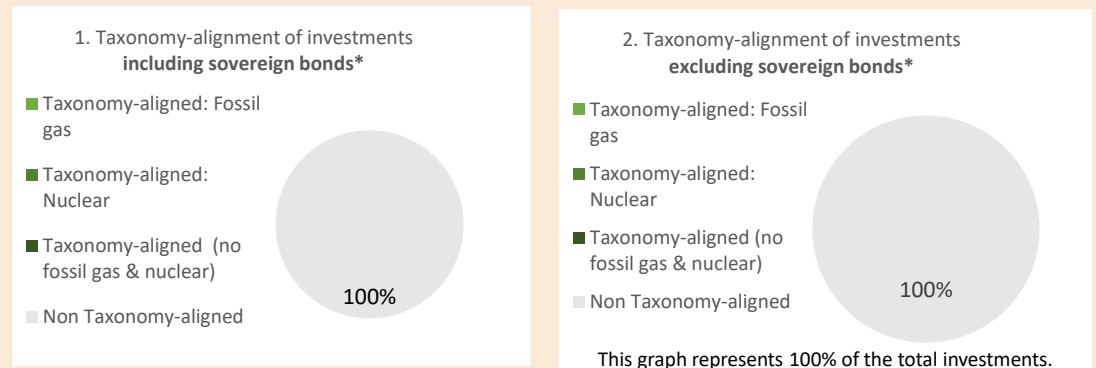 1. Taxonomy-alignment of investments
including sovereign bonds*
Taxonomy-aligned: Fossil
gas
Taxonomy-aligned:
Nuclear
Taxonomy-aligned (no
fossil gas & nuclear)
Non Taxonomy-aligned
100%
2. Taxonomy-alignment of investments
excluding sovereign bonds*
Taxonomy-aligned: Fossil
gas
Taxonomy-aligned:
Nuclear
Taxonomy-aligned (no
fossil gas & nuclear)
Non Taxonomy-aligned
100%
This graph represents 100% of the total investments.